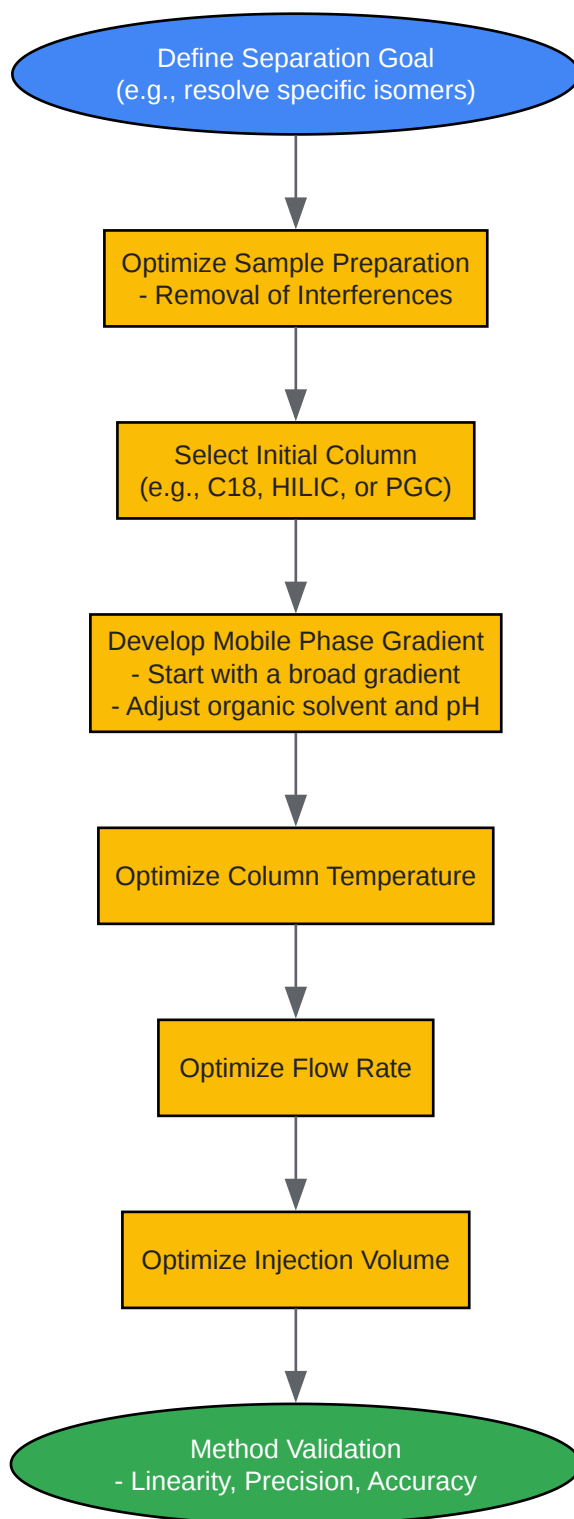 Define Separation Goal
(e.g., resolve specific isomers)
Optimize Sample Preparation
- Removal of Interferences
Select Initial Column
(e.g., C18, HILIC, or PGC)
Develop Mobile Phase Gradient
- Start with a broad gradient
- Adjust organic solvent and pH
Optimize Column Temperature
Optimize Flow Rate
Optimize Injection Volume
Method Validation
- Linearity, Precision, Accuracy